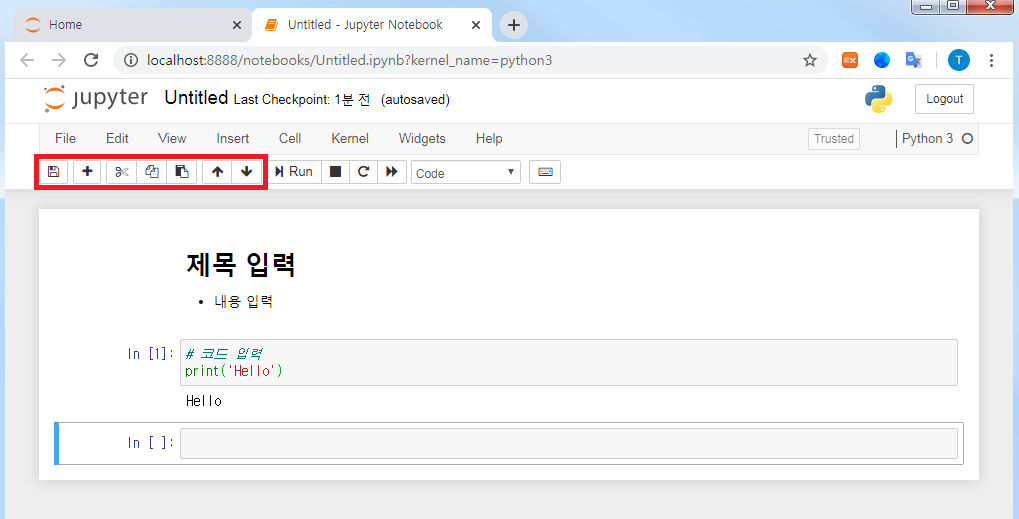 Home
Untitled - Jupyter Notebook
localhost:8888/notebooks/Untitled.ipynb?kernel_name=python3
EX
T
jupyter Untitled Last Checkpoint: 1분 전 (autosaved)
Logout
File Edit View Insert Cell Kernel Widgets Help
Trusted
Python 3
Run
Code
제목 입력
• 내용 입력
In [1]: # 코드 입력
print('Hello')
Hello
In [ ]: